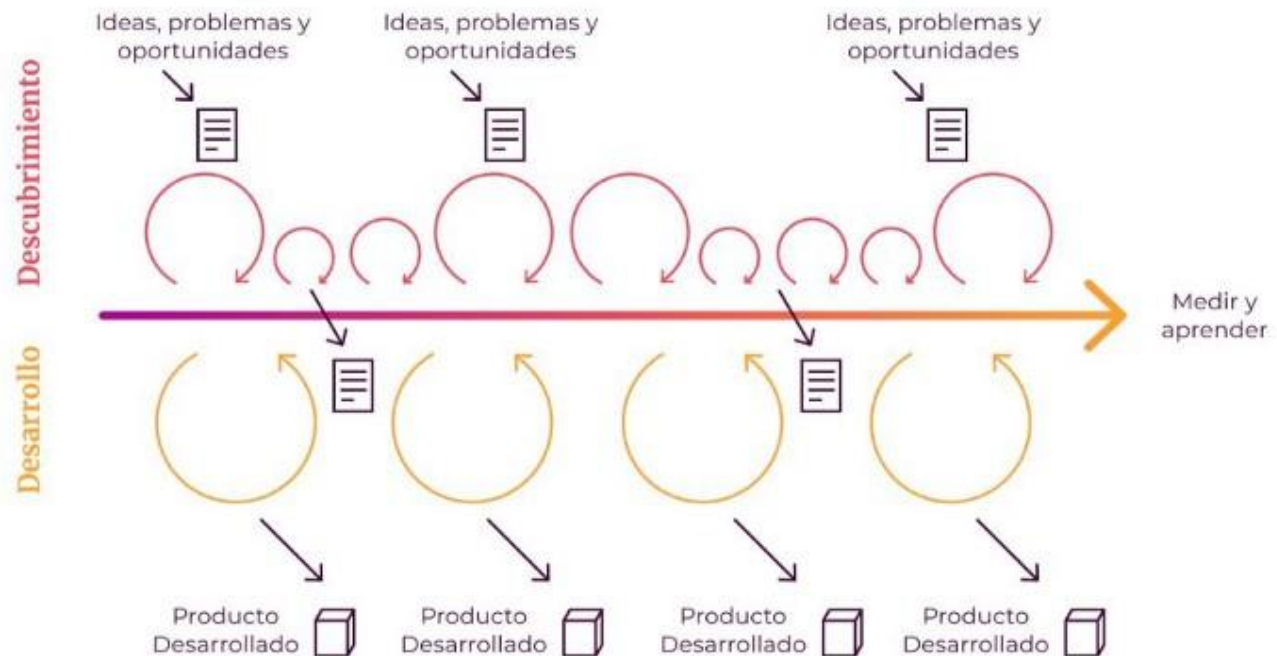 Ideas, problemas y
oportunidades
Ideas, problemas y
oportunidades
Ideas, problemas y
oportunidades
Descubrimiento
Medir y
aprender
Desarrollo
Producto
Desarrollado
Producto
Desarrollado
Producto
Desarrollado
Producto
Desarrollado